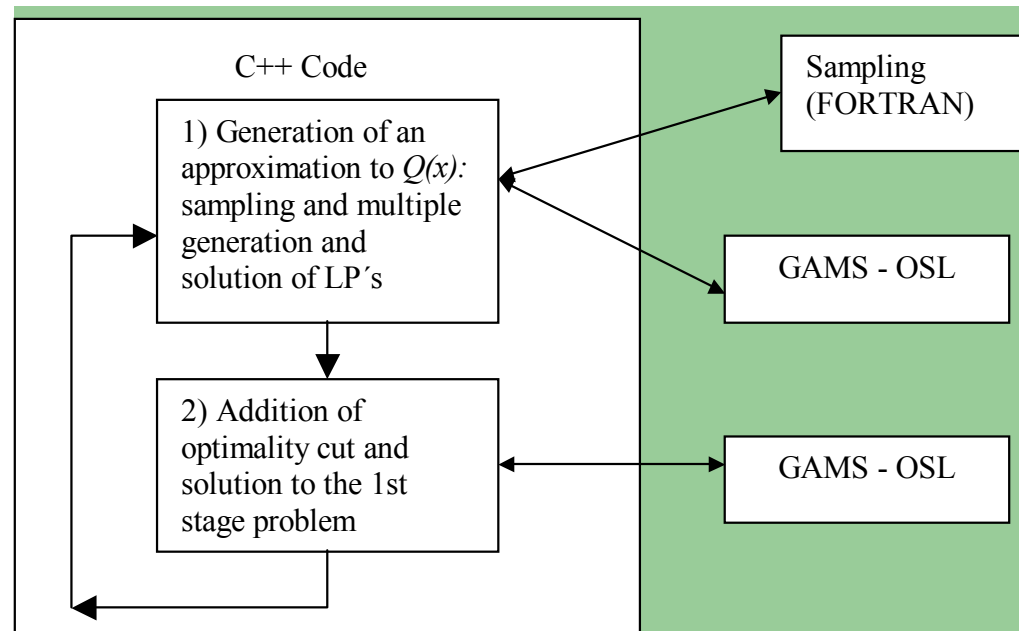 C++ Code
1) Generation of an
approximation to Q(x):
sampling and multiple
generation and
solution of LP´s
2) Addition of
optimality cut and
solution to the 1st
stage problem
Sampling
(FORTRAN)
GAMS - OSL
GAMS - OSL